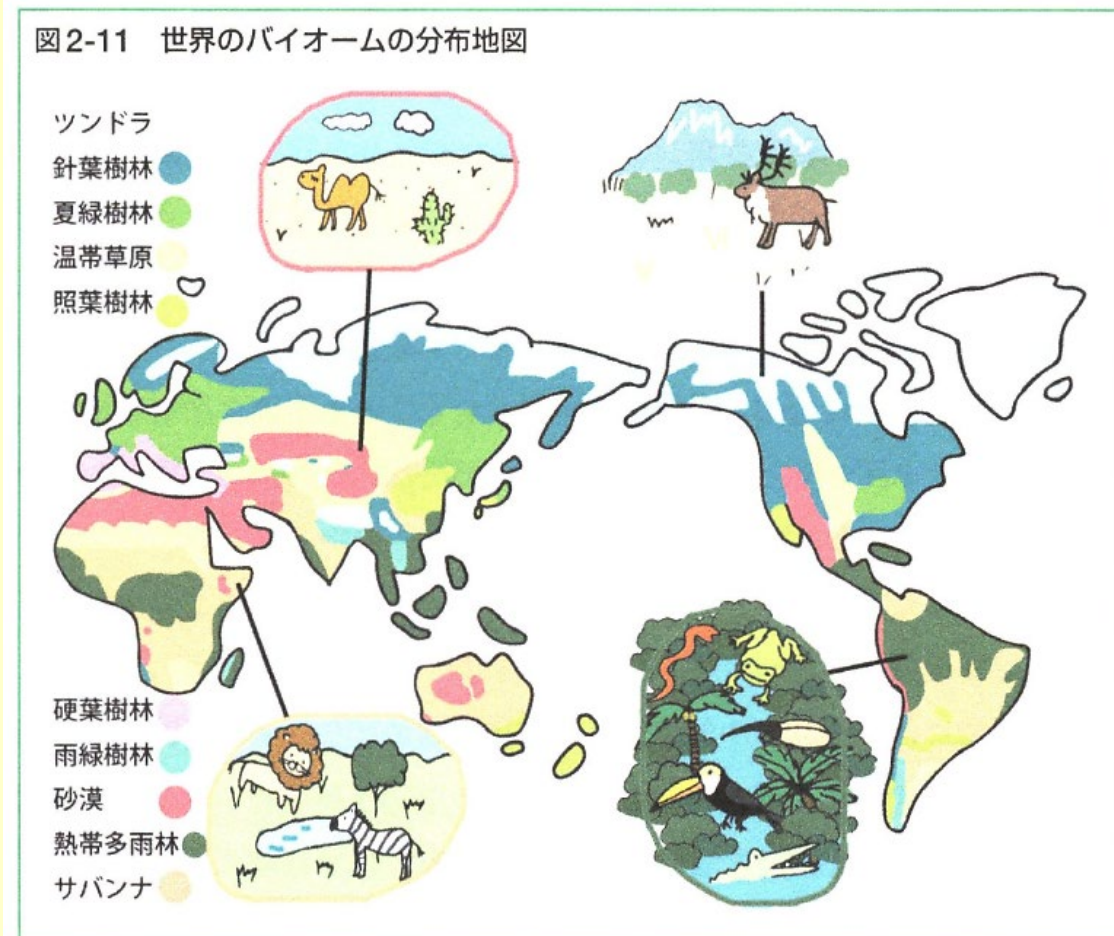 図2-11 世界のバイオームの分布地図
ツンドラ
針葉樹林
夏緑樹林
温帯草原
照葉樹林
硬葉樹林
雨緑樹林
砂漠
熱帯多雨林
サバンナ